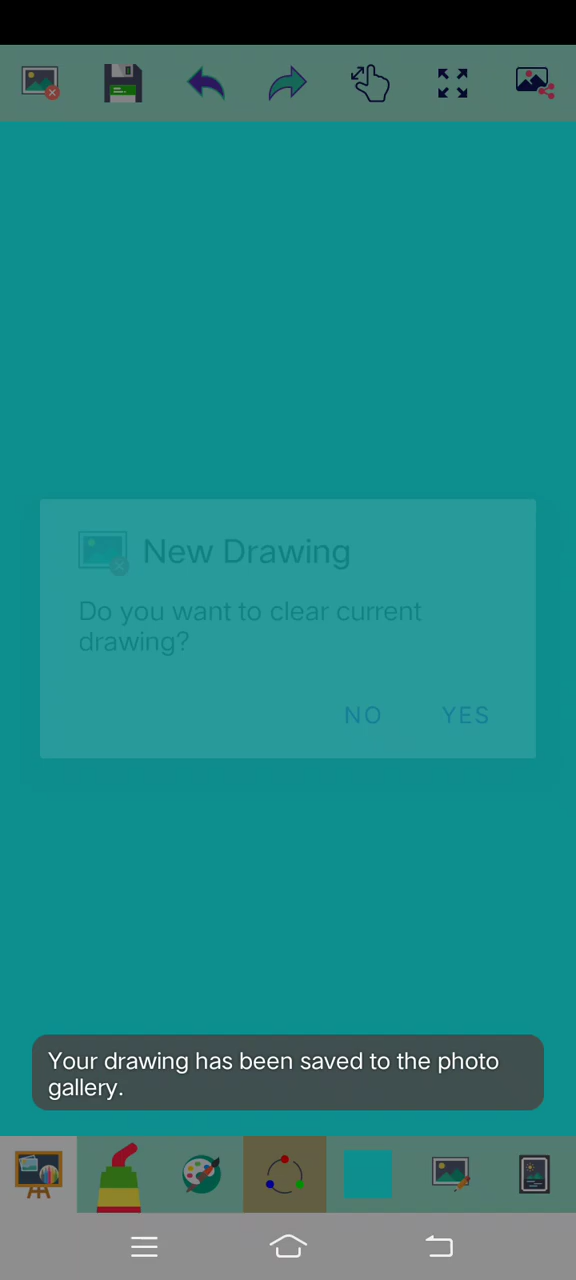 New Drawing
Do you want to clear current
drawing?
NO YES
Your drawing has been saved to the photo
gallery.